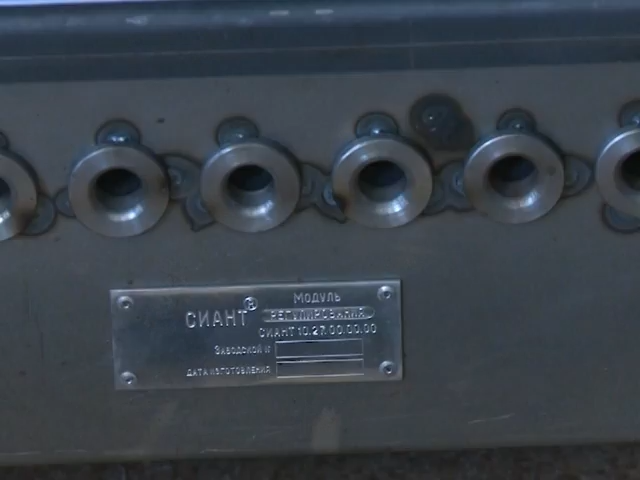 СИАНТ®
Модуль
РЕГУЛИРОВАНИЯ
СИАНТ 10.27.00.00.00
Заводской №
ДАТА ИЗГОТОВЛЕНИЯ